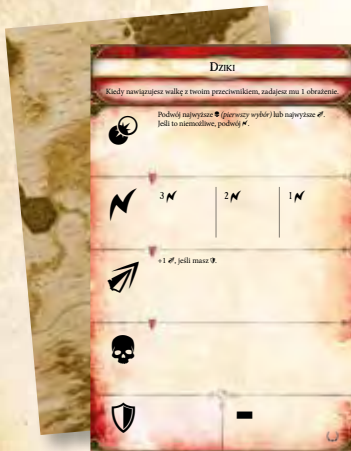 Dziki
Kiedy nawiązujesz walkę z twoim przeciwnikiem, zadajesz mu 1 obrażenie.
Podwój najwyższe (pierwszy wybór) lub najwyższe .
Jeśli to niemożliwe, podwój .
3 2 1
+1 , jeśli masz .